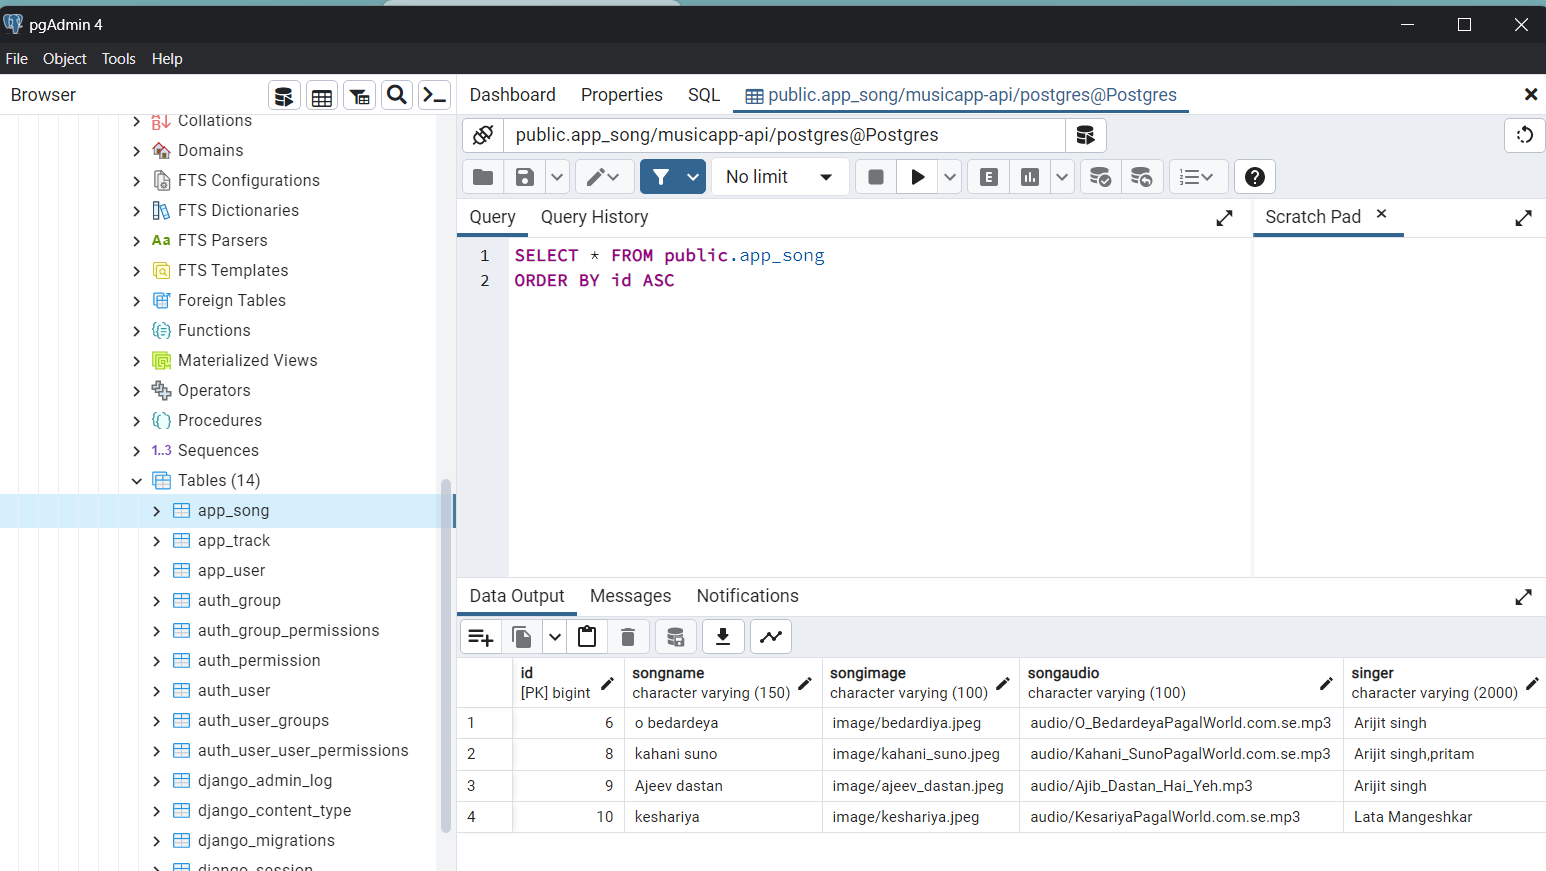 pgAdmin 4
File Object Tools Help
Browser
Dashboard Properties SQL public.app_song/musicapp-api/postgres@Postgres
public.app_song/musicapp-api/postgres@Postgres
No limit
E
Query Query History
Scratch Pad
1 SELECT * FROM public.app_song
2 ORDER BY id ASC
Collations
Domains
FTS Configurations
FTS Dictionaries
Aa FTS Parsers
FTS Templates
Foreign Tables
Functions
Materialized Views
Operators
Procedures
1..3 Sequences
Tables (14)
app_song
app_track
app_user
auth_group
auth_group_permissions
auth_permission
auth_user
auth_user_groups
auth_user_user_permissions
django_admin_log
django_content_type
django_migrations
django_session
Data Output Messages Notifications
id songname songimage songaudio singer
[PK] bigint character varying (150) character varying (100) character varying (100) character varying (2000)
1 6 o bedardeya image/bedardiya.jpeg audio/O_BedardeyaPagalWorld.com.se.mp3 Arijit singh
2 8 kahani suno image/kahani_suno.jpeg audio/Kahani_SunoPagalWorld.com.se.mp3 Arijit singh,pritam
3 9 Ajeev dastan image/ajeev_dastan.jpeg audio/Ajib_Dastan_Hai_Yeh.mp3 Arijit singh
4 10 keshariya image/keshariya.jpeg audio/KesariyaPagalWorld.com.se.mp3 Lata Mangeshkar